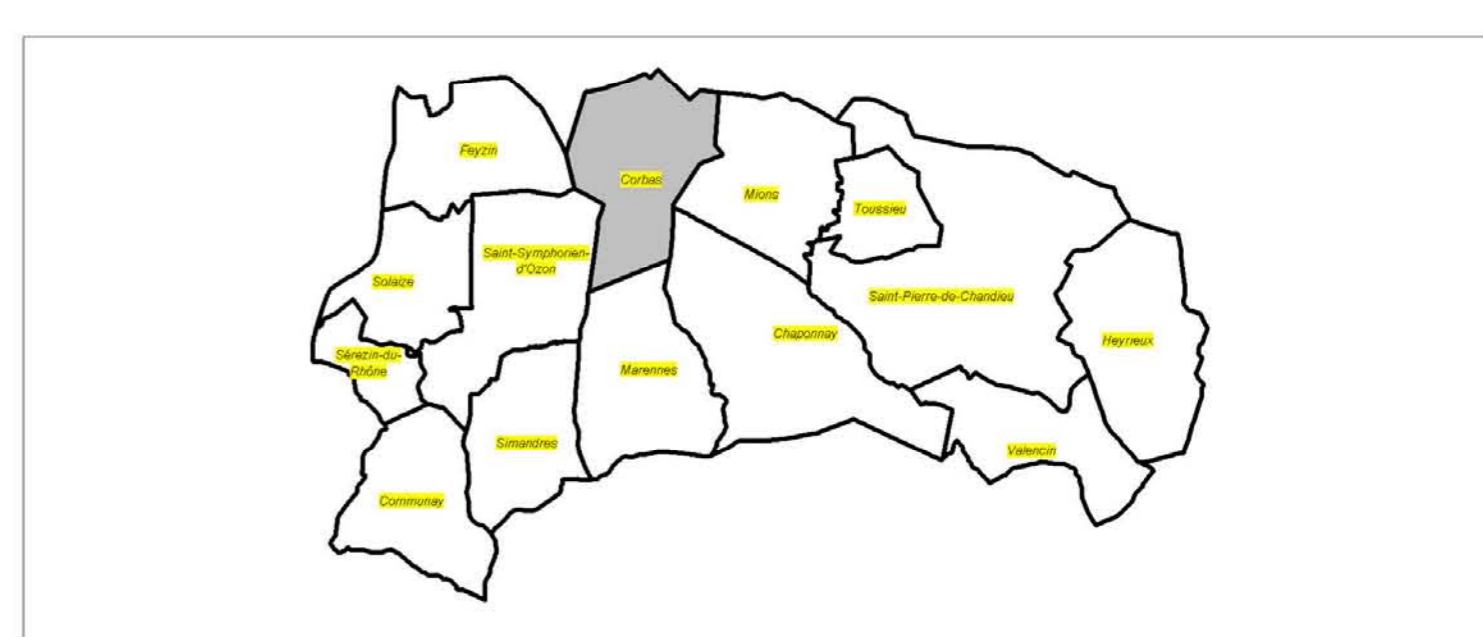 Feyzin
Corbas
Mions
Toussieu
Saint-Symphorien-
d'Ozon
Solaize
Saint-Pierre-de-Chandieu
Chaponnay
Heyrieux
Sérezin-du-
Rhône
Marennes
Simandres
Valencin
Communay